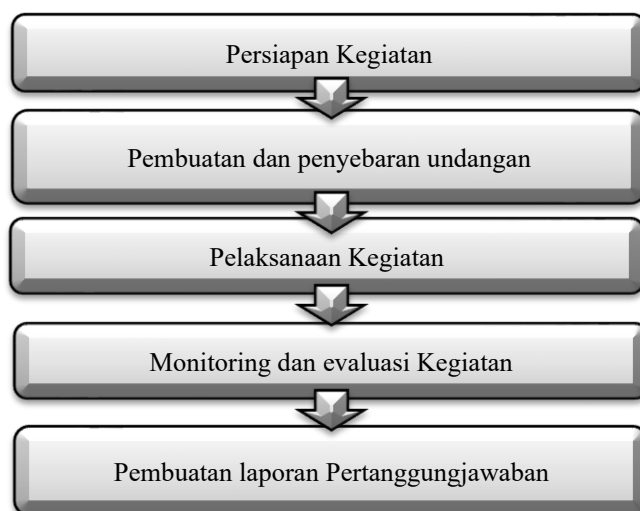 Persiapan Kegiatan
Pembuatan dan penyebaran undangan
Pelaksanaan Kegiatan
Monitoring dan evaluasi Kegiatan
Pembuatan laporan Pertanggungjawaban